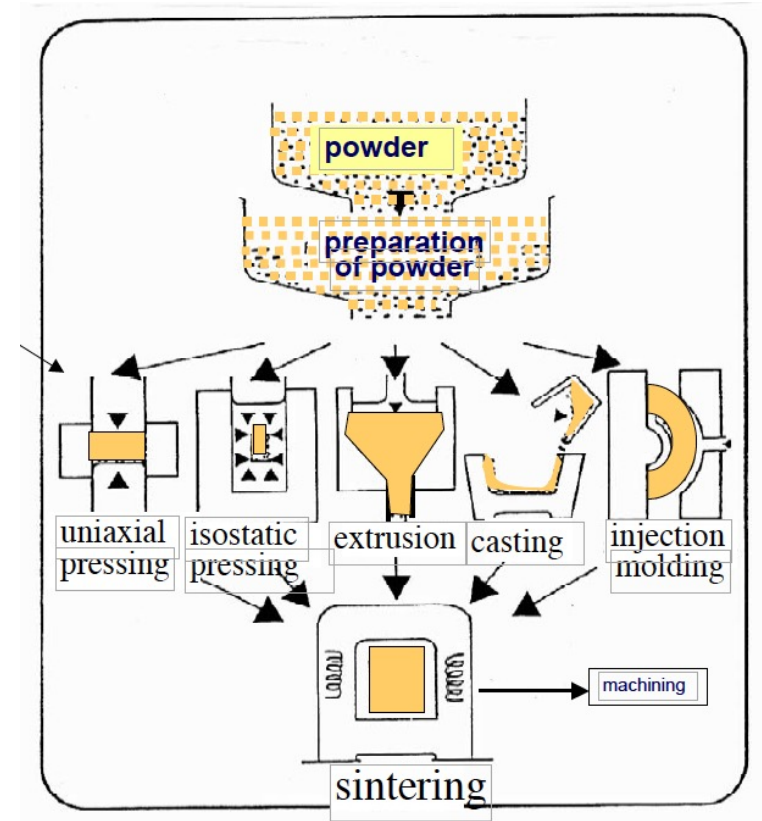 powder
preparation
of powder
uniaxial
pressing
isostatic
pressing
extrusion
casting
injection
molding
machining
sintering